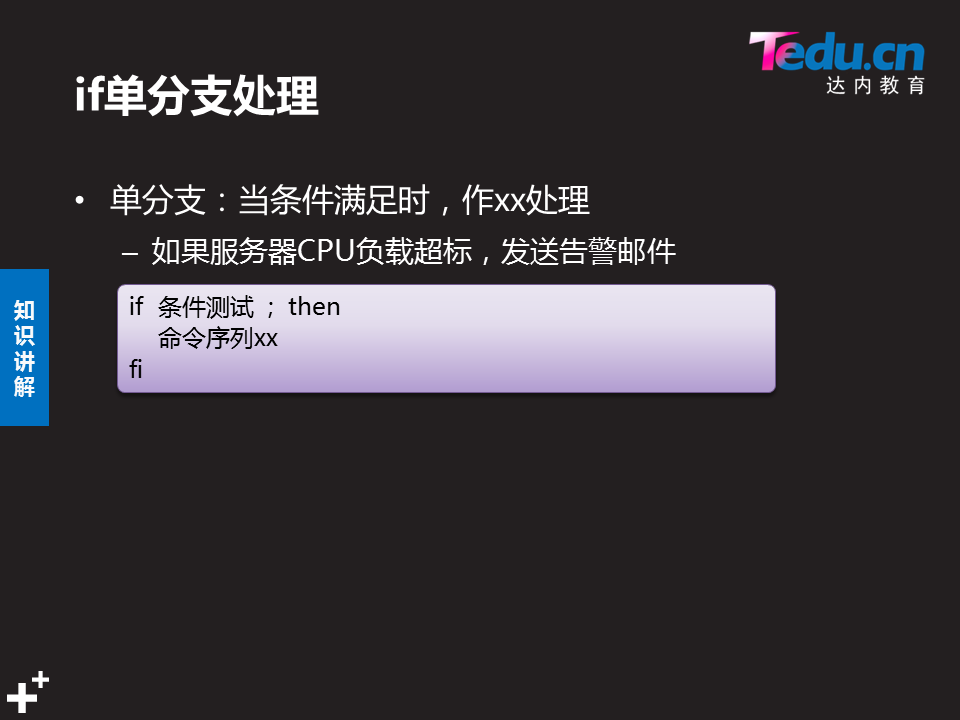 Tedu.cn
达内教育
if单分支处理
• 单分支：当条件满足时，作xx处理
– 如果服务器CPU负载超标，发送告警邮件
if 条件测试 ; then
命令序列xx
fi
知识讲解